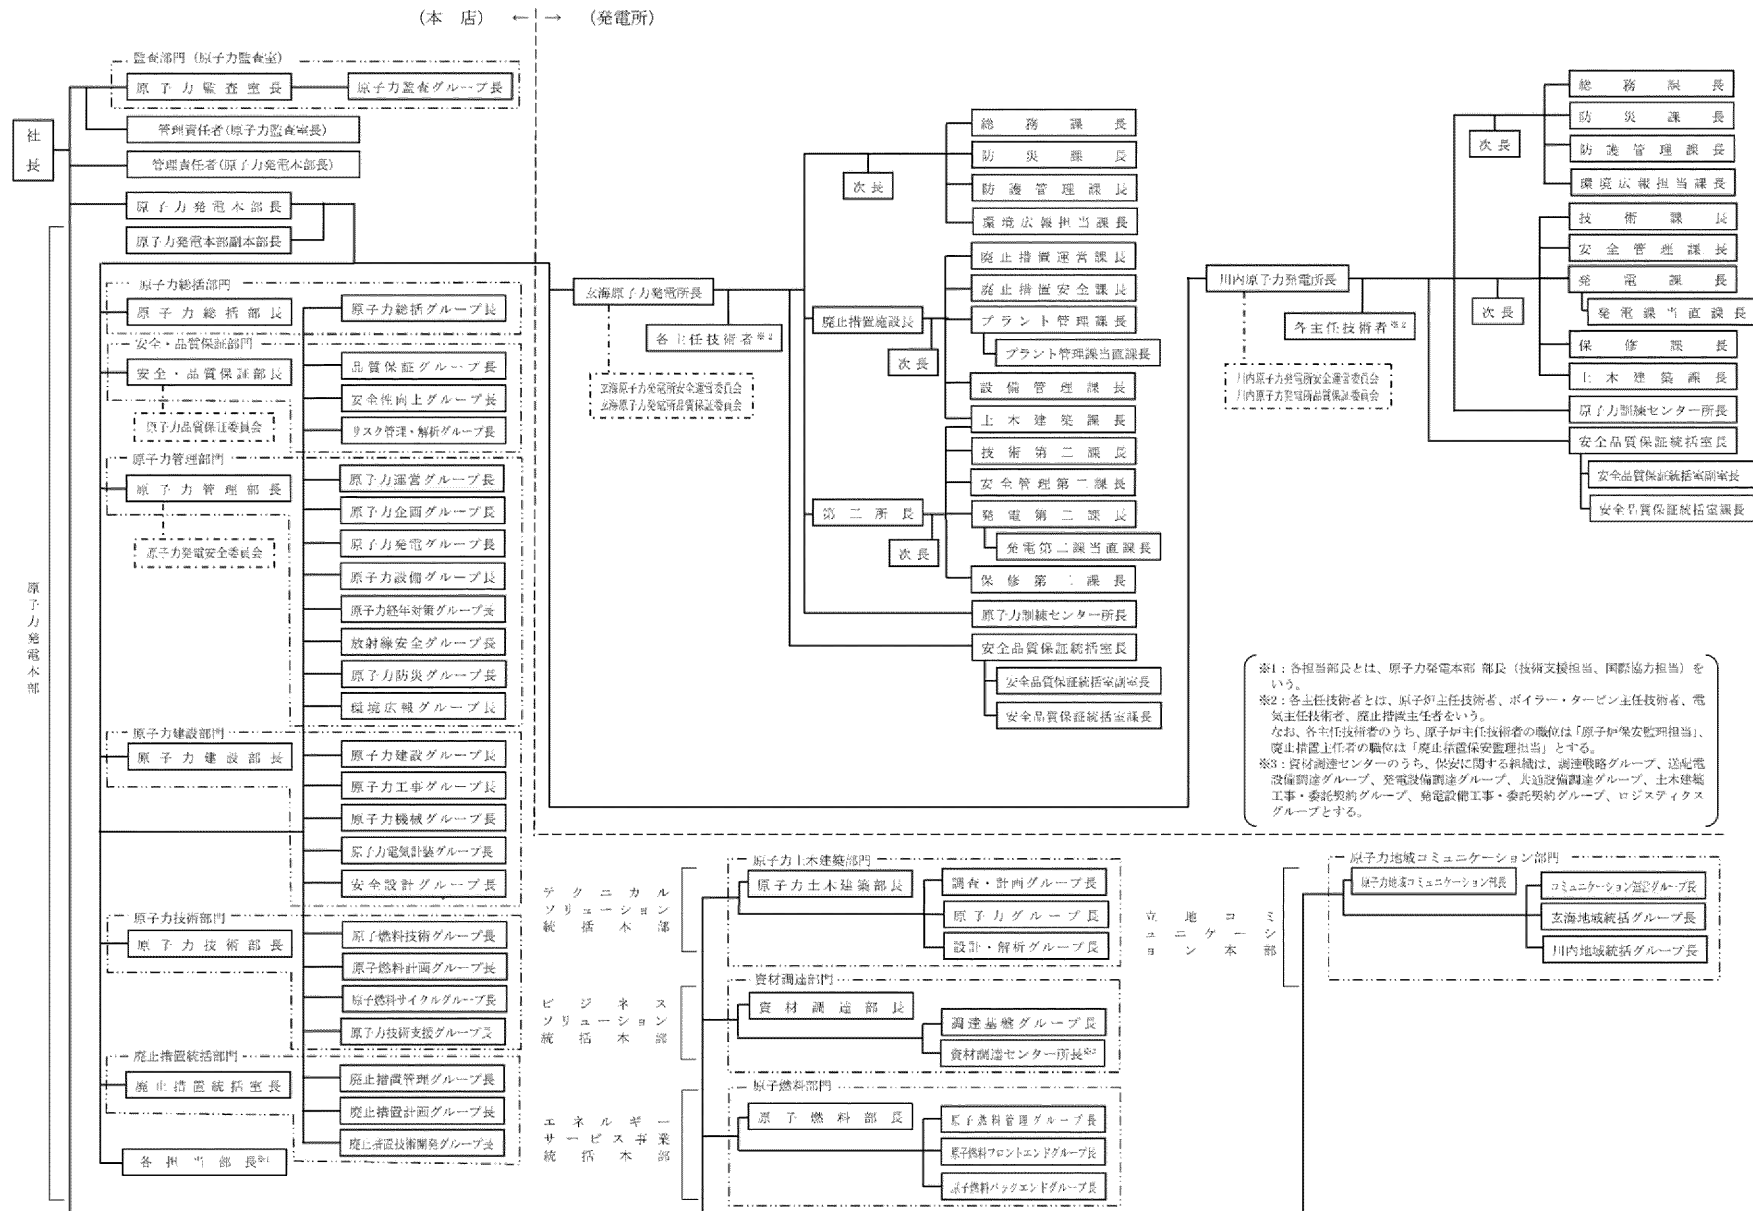 (本 店) ←
→ (発電所)
社長
監査部門 (原子力監査室)
原子力監査室長
原子力監査グループ長
管理責任者(原子力監査室長)
管理責任者(原子力発電本部長)
原子力発電本部長
原子力発電本部副本部長
原子力発電本部
原子力総括部門
原子力総括部長
原子力総括グループ長
安全・品質保証部門
安全・品質保証部長
原子力品質保証委員会
品質保証グループ長
安全性向上グループ長
リスク管理・解析グループ長
原子力管理部門
原子力管理部長
原子力発電安全委員会
原子力運営グループ長
原子力企画グループ長
原子力発電グループ長
原子力設備グループ長
原子力経年対策グループ長
放射線安全グループ長
原子力防災グループ長
環境広報グループ長
原子力建設部門
原子力建設部長
原子力建設グループ長
原子力工事グループ長
原子力機械グループ長
原子力電気計装グループ長
安全設計グループ長
原子力技術部門
原子力技術部長
原子燃料技術グループ長
原子燃料計画グループ長
原子燃料サイクルグループ長
原子力技術支援グループ長
廃止措置統括部門
廃止措置統括室長
廃止措置管理グループ長
廃止措置計画グループ長
廃止措置技術開発グループ長
各担当部長※1
玄海原子力発電所長
各主任技術者※2
玄海原子力発電所安全運営委員会
玄海原子力発電所品質保証委員会
次長
総務課長
防災課長
防護管理課長
環境広報担当課長
廃止措置施設長
次長
廃止措置運営課長
廃止措置安全課長
プラント管理課長
プラント管理課当直課長
設備管理課長
土木建築課長
第二所長
次長
技術第二課長
安全管理第二課長
発電第二課長
発電第二課当直課長
保修第二課長
原子力訓練センター所長
安全品質保証統括室長
安全品質保証統括室副室長
安全品質保証統括室課長
川内原子力発電所長
各主任技術者※2
川内原子力発電所安全運営委員会
川内原子力発電所品質保証委員会
次長
総務課長
防災課長
防護管理課長
環境広報担当課長
次長
技術課長
安全管理課長
発電課長
発電課当直課長
保修課長
土木建築課長
原子力訓練センター所長
安全品質保証統括室長
安全品質保証統括室副室長
安全品質保証統括室課長
※1：各担当部長とは、原子力発電本部 部長（技術支援担当、国際協力担当）を
いう。
※2：各主任技術者とは、原子炉主任技術者、ボイラー・タービン主任技術者、電
気主任技術者、廃止措置主任者をいう。
なお、各主任技術者のうち、原子炉主任技術者の職位は「原子炉保安監理担当」、
廃止措置主任者の職位は「廃止措置保安監理担当」とする。
※3：資材調達センターのうち、保安に関する組織は、調達戦略グループ、送配電
設備調達グループ、発電設備調達グループ、共通設備調達グループ、土木建築
工事・委託契約グループ、発電設備工事・委託契約グループ、ロジスティクス
グループとする。
テクニカル
ソリューション
統括本部
原子力土木建築部門
原子力土木建築部長
調査・計画グループ長
原子力グループ長
設計・解析グループ長
ビジネス
ソリューション
統括本部
資材調達部門
資材調達部長
調達基盤グループ長
資材調達センター所長※3
エネルギー
サービス事業
統括本部
原子燃料部門
原子燃料部長
原子燃料管理グループ長
原子燃料フロントエンドグループ長
原子燃料バックエンドグループ長
立地コミ
ュニケーシ
ョン本部
原子力地域コミュニケーション部門
原子力地域コミュニケーション部長
コミュニケーション運営グループ長
玄海地域統括グループ長
川内地域統括グループ長